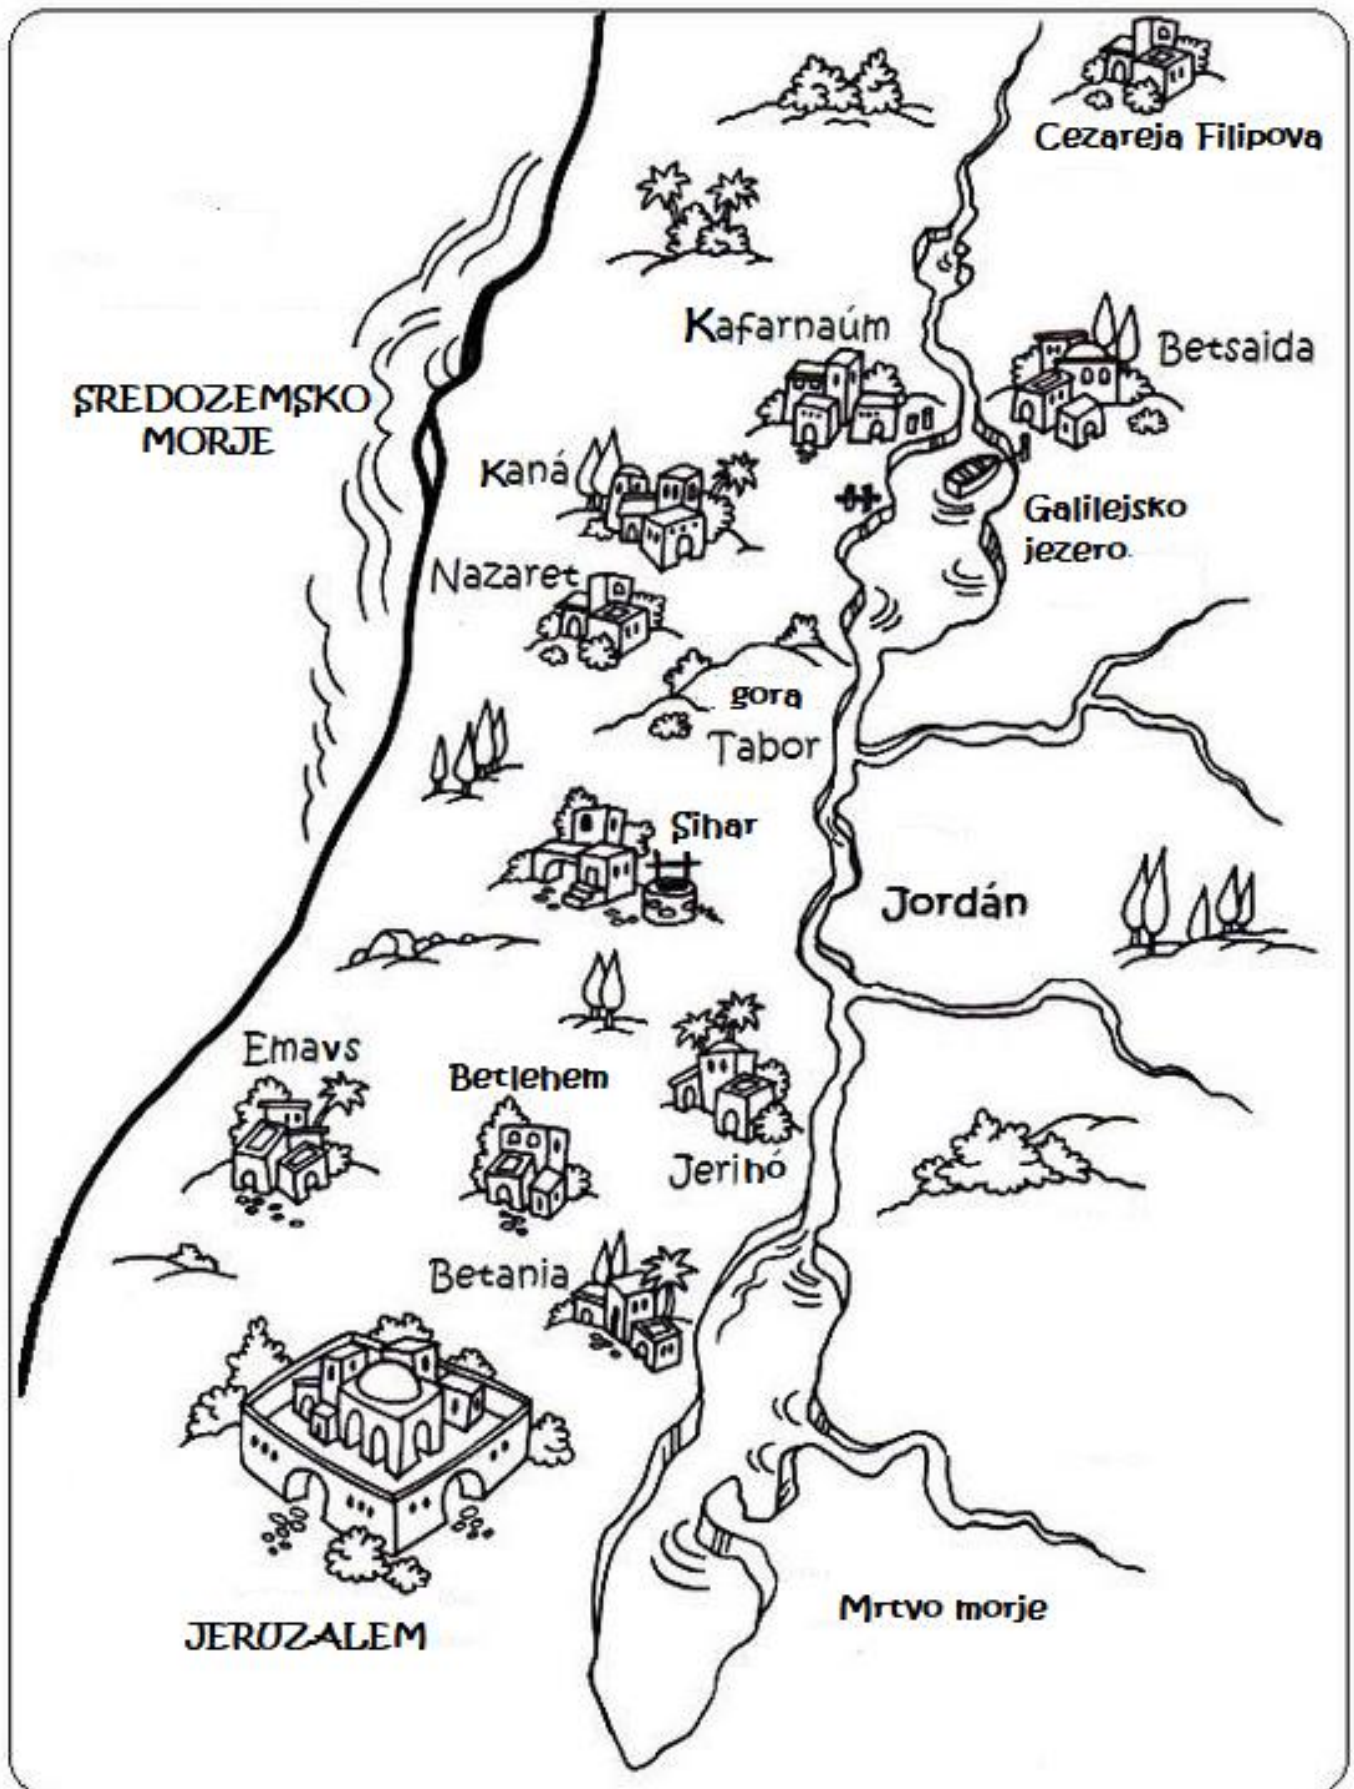 Cezareja Filipova
Kafarnaúm
Betsaida
SREDOZEMSKO
MORJE
Kaná
Galilejsko
jezero
Nazaret
gora
Tabor
Sihar
Jordán
Emavs
Betlehem
Jerihó
Betania
JERUZALEM
Mrtvo morje